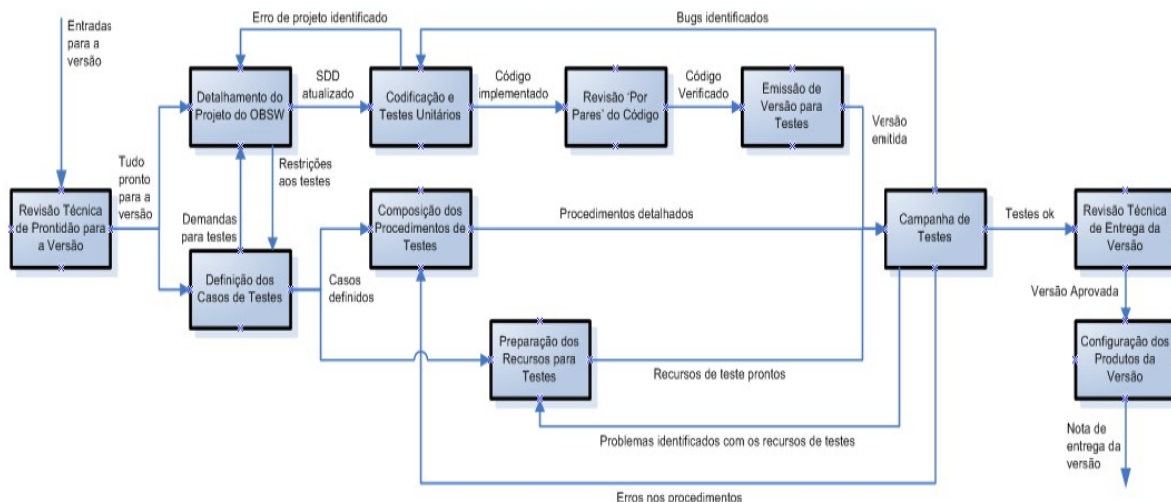 Entradas
para a
versão
Erro de projeto identificado
Bugs identificados
Detalhamento do
Projeto do OBSW
SDD
atualizado
Codificação e
Testes Unitários
Código
implementado
Revisão 'Por
Pares' do Código
Código
Verificado
Emissão de
Versão para
Testes
Versão
emitida
Tudo
pronto
para a
versão
Restrições
aos testes
Demandas
para testes
Revisão Técnica
de Prontidão para
a Versão
Composição dos
Procedimentos de
Testes
Procedimentos detalhados
Campanha de
Testes
Testes ok
Revisão Técnica
de Entrega da
Versão
Definição dos
Casos de Testes
Casos
definidos
Versão Aprovada
Preparação dos
Recursos para
Testes
Recursos de teste prontos
Configuração dos
Produtos da
Versão
Problemas identificados com os recursos de testes
Nota de
entrega da
versão
Erros nos procedimentos